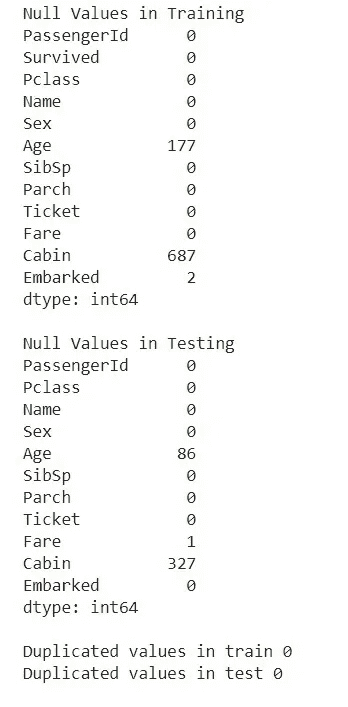 Null Values in Training
PassengerId 0
Survived 0
Pclass 0
Name 0
Sex 0
Age 177
SibSp 0
Parch 0
Ticket 0
Fare 0
Cabin 687
Embarked 2
dtype: int64
Null Values in Testing
PassengerId 0
Pclass 0
Name 0
Sex 0
Age 86
SibSp 0
Parch 0
Ticket 0
Fare 1
Cabin 327
Embarked 0
dtype: int64
Duplicated values in train 0
Duplicated values in test 0